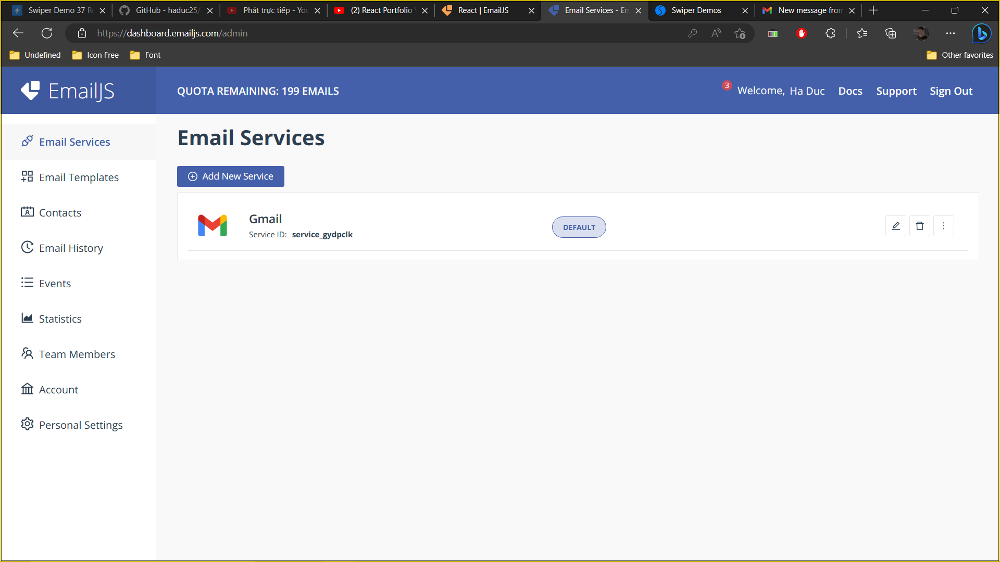 Swiper Demo 37 R
GitHub - haduc25/
Phát trực tiếp - You
(2) React Portfolio
React | EmailJS
Email Services - Em
Swiper Demos
New message from
https://dashboard.emailjs.com/admin
Undefined
Icon Free
Font
Other favorites
EmailJS
QUOTA REMAINING: 199 EMAILS
3
Welcome, Ha Duc
Docs
Support
Sign Out
Email Services
Email Templates
Contacts
Email History
Events
Statistics
Team Members
Account
Personal Settings
Email Services
Add New Service
Gmail
Service ID: service_gydpclk
DEFAULT